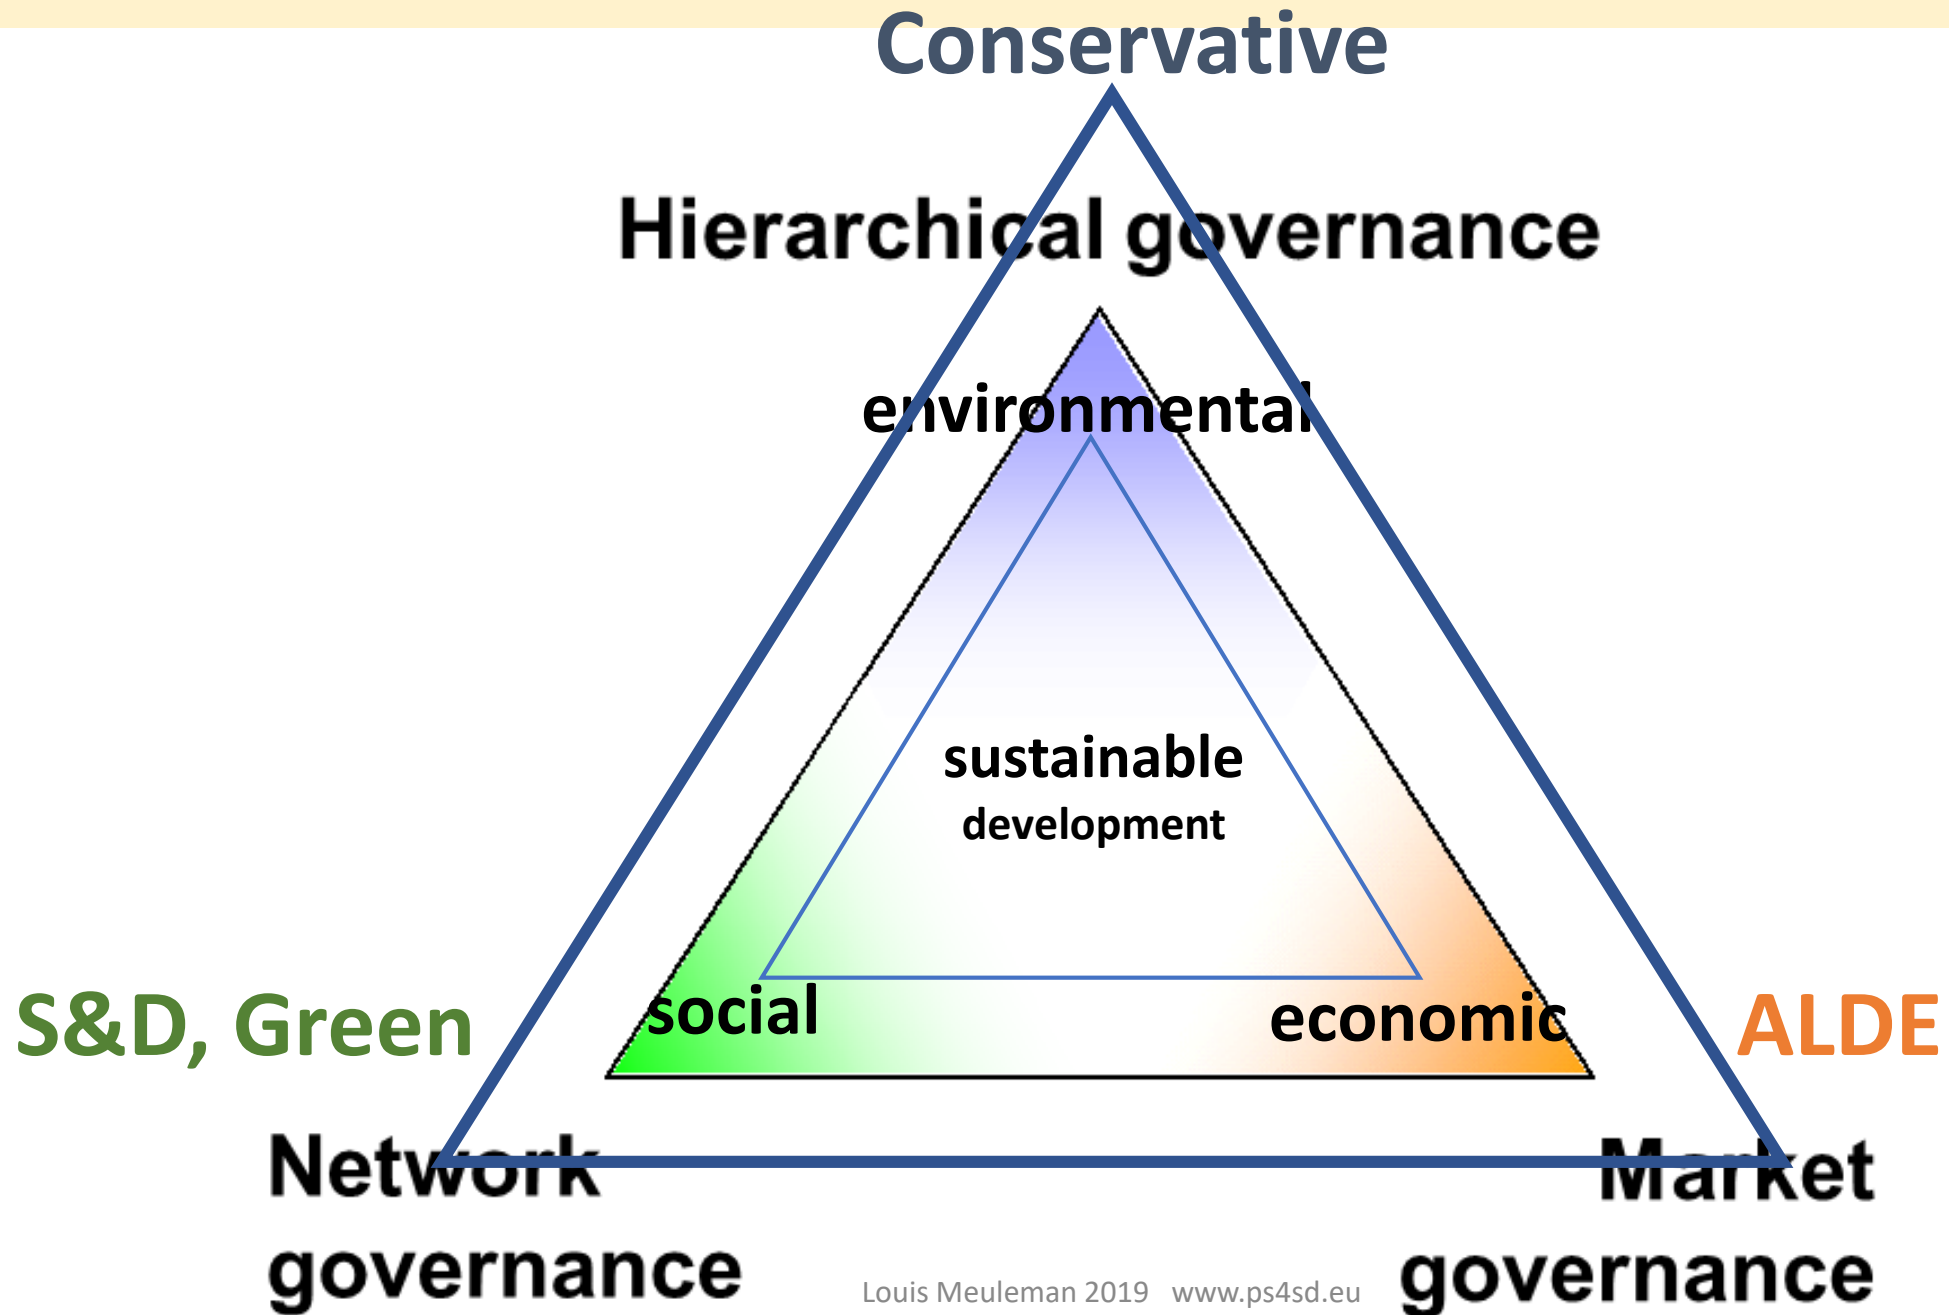 Conservative
Hierarchical governance
environmental
sustainable
development
social
economic
S&D, Green
ALDE
Network
governance
Market
governance
Louis Meuleman 2019 www.ps4sd.eu